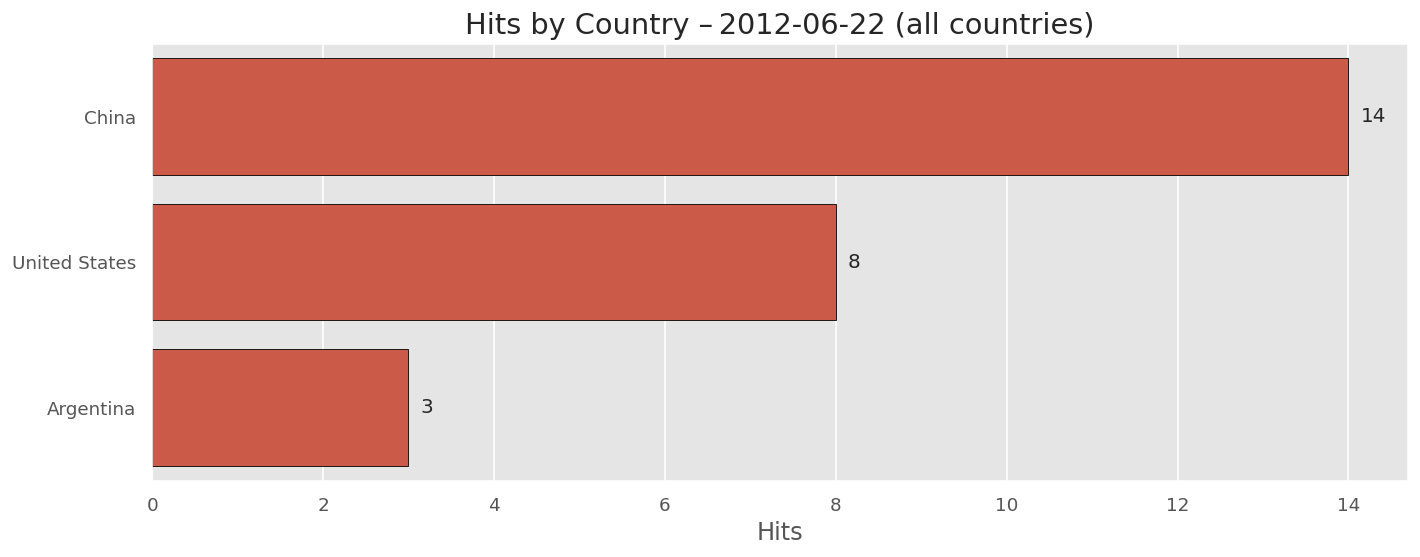 Hits by Country – 2012-06-22 (all countries)
China
14
United States
8
Argentina
3
0 2 4 6 8 10 12 14
Hits